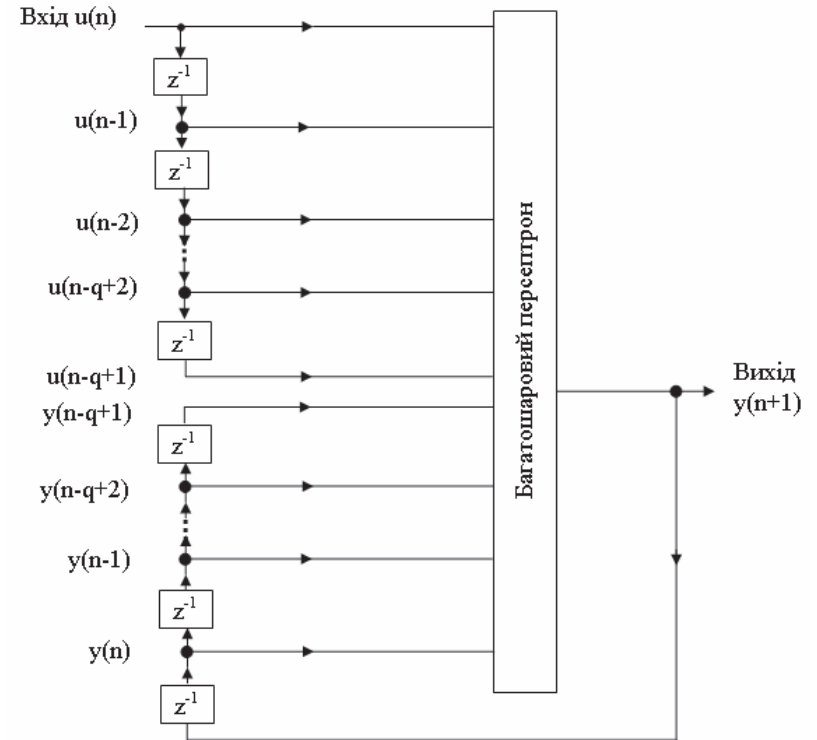 Вхід u(n)
z⁻¹
u(n-1)
z⁻¹
u(n-2)
u(n-q+2)
z⁻¹
u(n-q+1)
y(n-q+1)
z⁻¹
y(n-q+2)
y(n-1)
z⁻¹
y(n)
z⁻¹
Багатошаровий персептрон
Вихід
y(n+1)